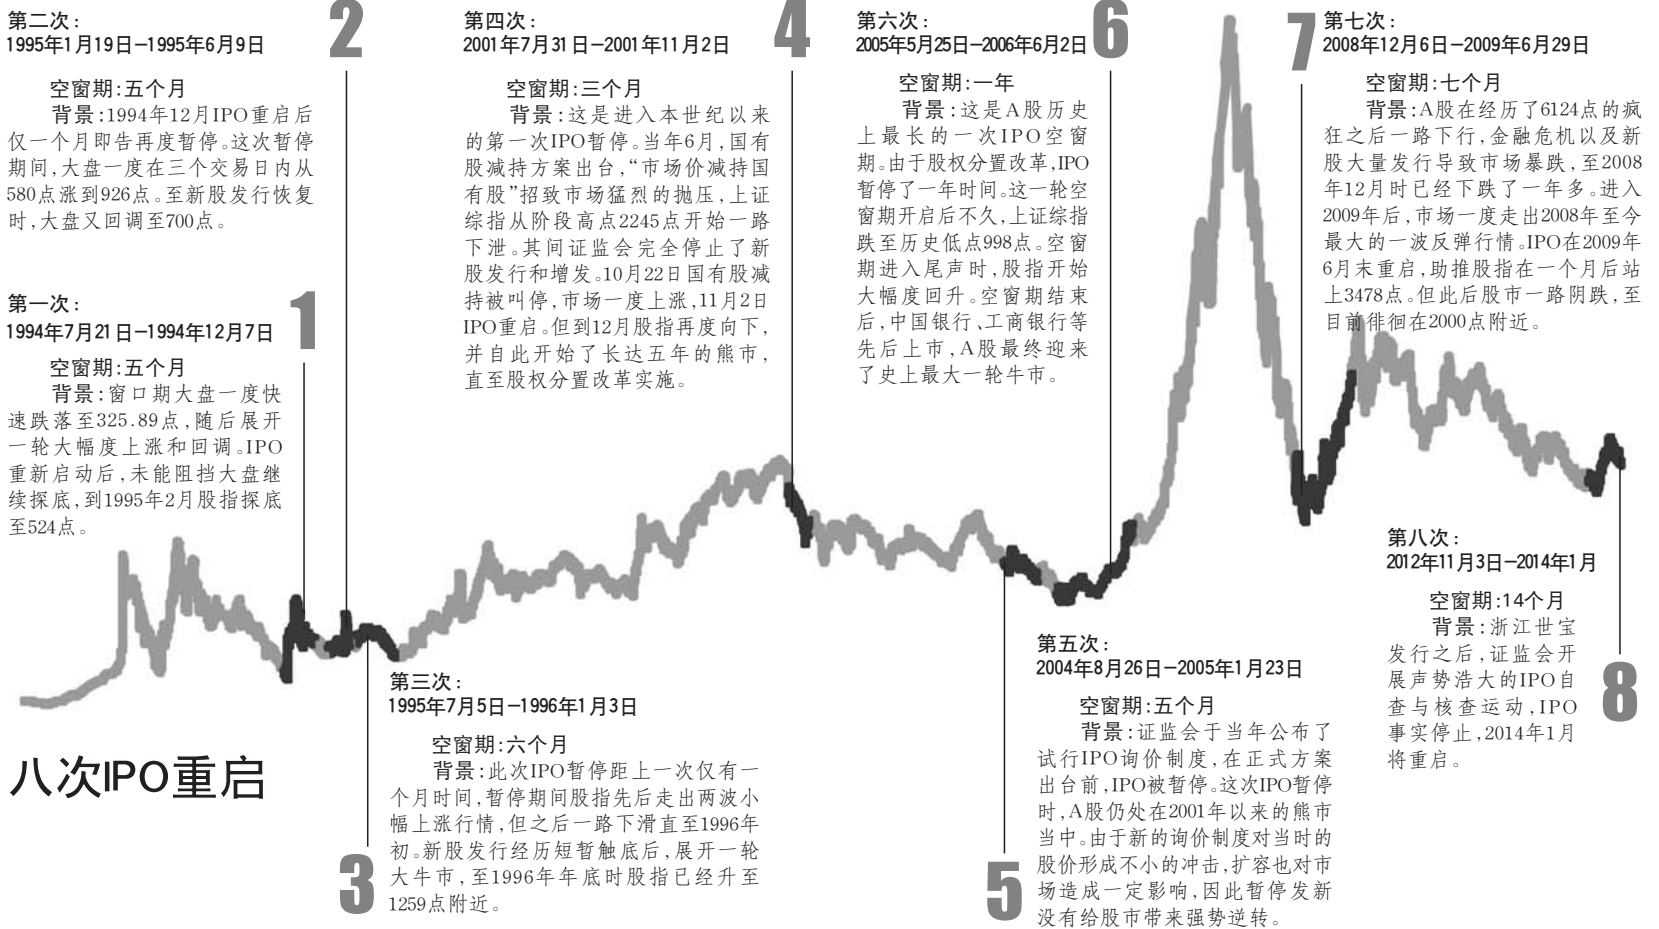 第二次：
1995年1月19日—1995年6月9日
2
空窗期：五个月
背景：1994年12月IPO重启后
仅一个月即告再度暂停。这次暂停
期间，大盘一度在三个交易日内从
580点涨到926点。至新股发行恢复
时，大盘又回调至700点。
第一次：
1994年7月21日—1994年12月7日
1
空窗期：五个月
背景：窗口期大盘一度快
速跌落至325.89点，随后展开
一轮大幅度上涨和回调。IPO
重新启动后，未能阻挡大盘继
续探底，到1995年2月股指探底
至524点。
第四次：
2001年7月31日—2001年11月2日
4
空窗期：三个月
背景：这是进入本世纪以来
的第一次IPO暂停。当年6月，国有
股减持方案出台，“市场价减持国
有股”招致市场猛烈的抛压，上证
综指从阶段高点2245点开始一路
下泄。其间证监会完全停止了新
股发行和增发。10月22日国有股减
持被叫停，市场一度上涨，11月2日
IPO重启。但到12月股指再度向下，
并自此开始了长达五年的熊市，
直至股权分置改革实施。
第六次：
2005年5月25日—2006年6月2日
6
空窗期：一年
背景：这是A股历史
上最长的一次IPO空窗
期。由于股权分置改革，IPO
暂停了一年时间。这一轮空
窗期开启后不久，上证综指
跌至历史低点998点。空窗
期进入尾声时，股指开始
大幅度回升。空窗期结束
后，中国银行、工商银行等
先后上市，A股最终迎来
了史上最大一轮牛市。
7
第七次：
2008年12月6日—2009年6月29日
空窗期：七个月
背景：A股在经历了6124点的疯
狂之后一路下行，金融危机以及新
股大量发行导致市场暴跌，至2008
年12月时已经下跌了一年多。进入
2009年后，市场一度走出2008年至今
最大的一波反弹行情。IPO在2009年
6月末重启，助推股指在一个月后站
上3478点。但此后股市一路阴跌，至
目前徘徊在2000点附近。
八次IPO重启
第三次：
1995年7月5日—1996年1月3日
空窗期：六个月
背景：此次IPO暂停距上一次仅有一
个月时间，暂停期间股指先后走出两波小
幅上涨行情，但之后一路下滑直至1996年
初。新股发行经历短暂触底后，展开一轮
大牛市，至1996年年底时股指已经升至
1259点附近。
3
第五次：
2004年8月26日—2005年1月23日
空窗期：五个月
背景：证监会于当年公布了
试行IPO询价制度，在正式方案
出台前，IPO被暂停。这次IPO暂停
时，A股仍处在2001年以来的熊市
当中。由于新的询价制度对当时的
股价形成不小的冲击，扩容也对市
场造成一定影响，因此暂停发新
没有给股市带来强势逆转。
5
第八次：
2012年11月3日—2014年1月
空窗期：14个月
背景：浙江世宝
发行之后，证监会开
展声势浩大的IPO自
查与核查运动，IPO
事实停止，2014年1月
将重启。
8